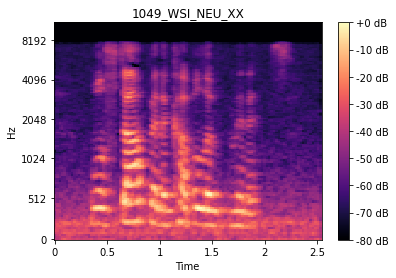 1049_WSI_NEU_XX
Hz
8192
4096
2048
1024
512
0
0 0.5 1 1.5 2 2.5
Time
+0 dB
-10 dB
-20 dB
-30 dB
-40 dB
-50 dB
-60 dB
-70 dB
-80 dB